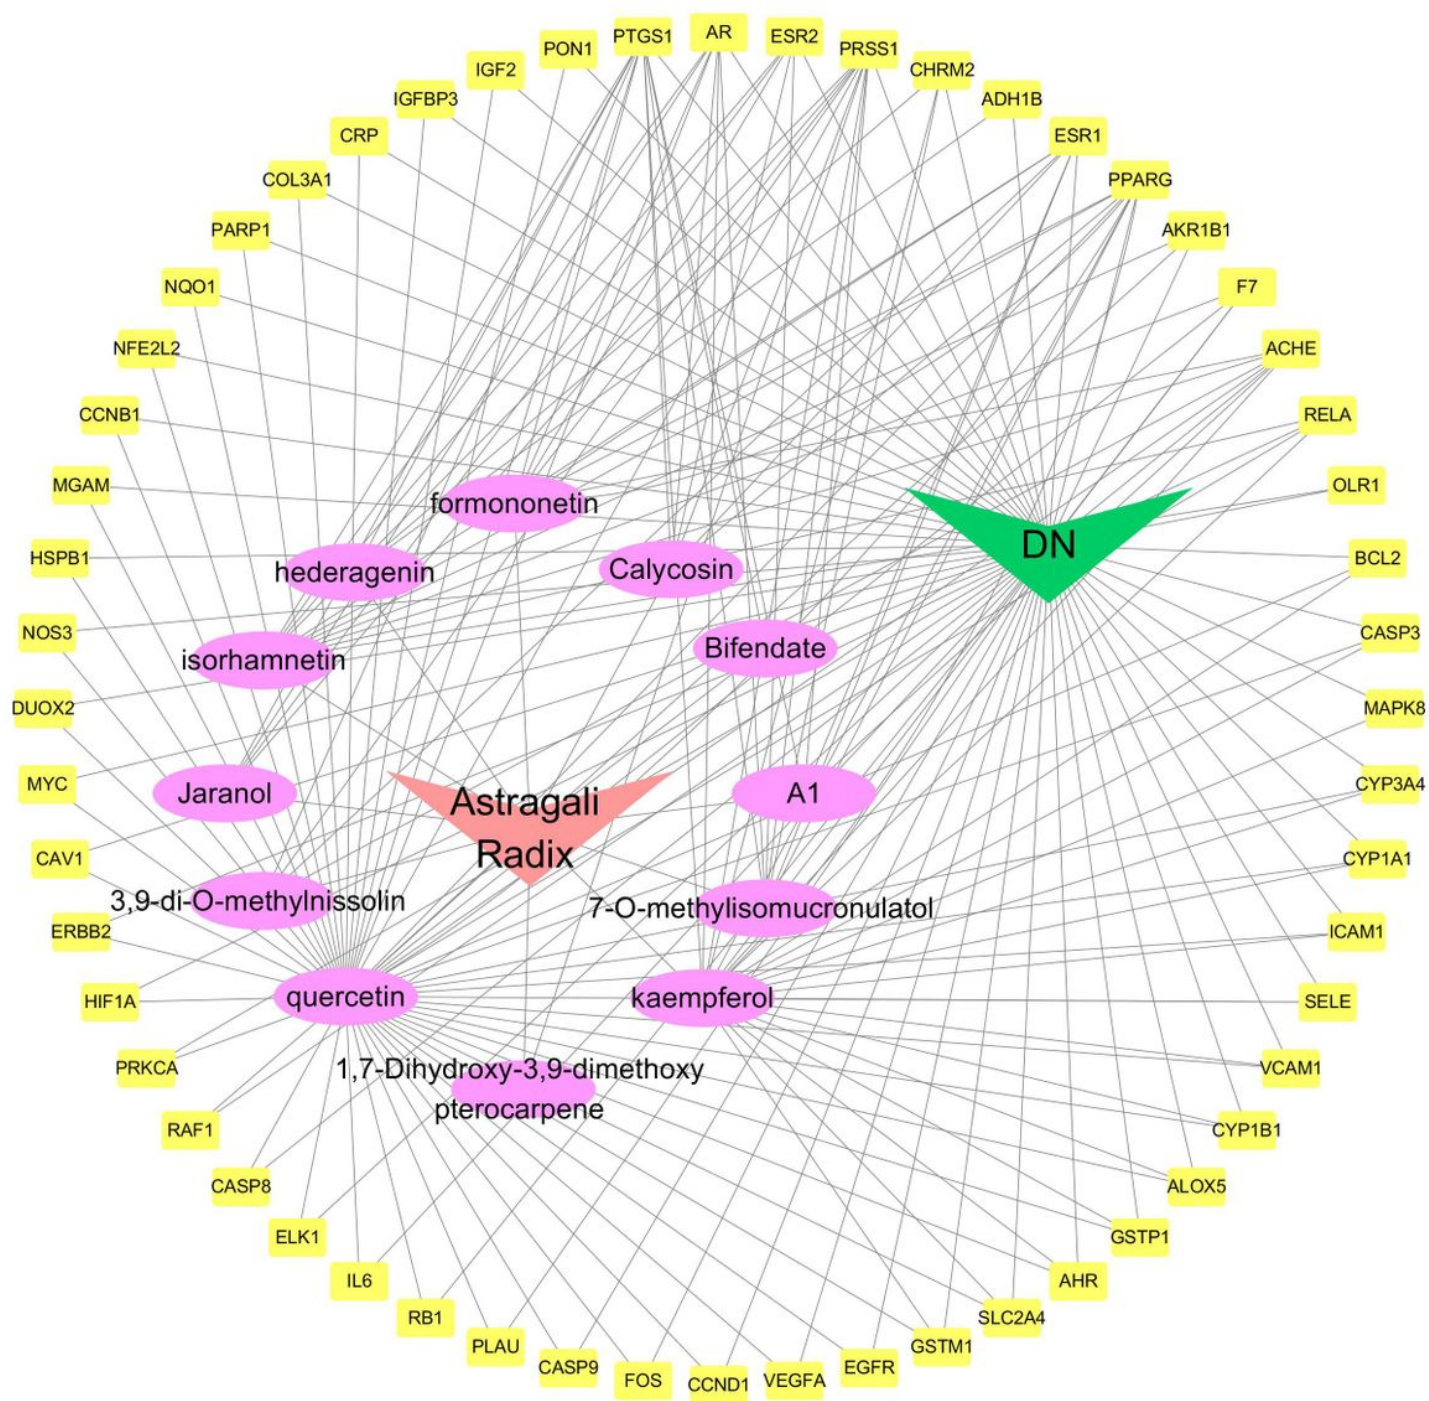 AR
PTGS1
ESR2
PON1
PRSS1
IGF2
CHRM2
IGFBP3
ADH1B
CRP
ESR1
COL3A1
PPARG
PARP1
AKR1B1
NQO1
F7
NFE2L2
ACHE
CCNB1
RELA
MGAM
OLR1
formononetin
DN
HSPB1
BCL2
hederagenin
Calycosin
NOS3
CASP3
Bifendate
isorhamnetin
DUOX2
MAPK8
MYC
CYP3A4
Jaranol
A1
Astragali
Radix
CAV1
CYP1A1
3,9-di-O-methylnissolin
7-O-methylisomucronulatol
ERBB2
ICAM1
quercetin
kaempferol
HIF1A
SELE
PRKCA
VCAM1
1,7-Dihydroxy-3,9-dimethoxy
pterocarpene
RAF1
CYP1B1
CASP8
ALOX5
ELK1
GSTP1
IL6
AHR
RB1
SLC2A4
PLAU
GSTM1
CASP9
EGFR
FOS
CCND1
VEGFA